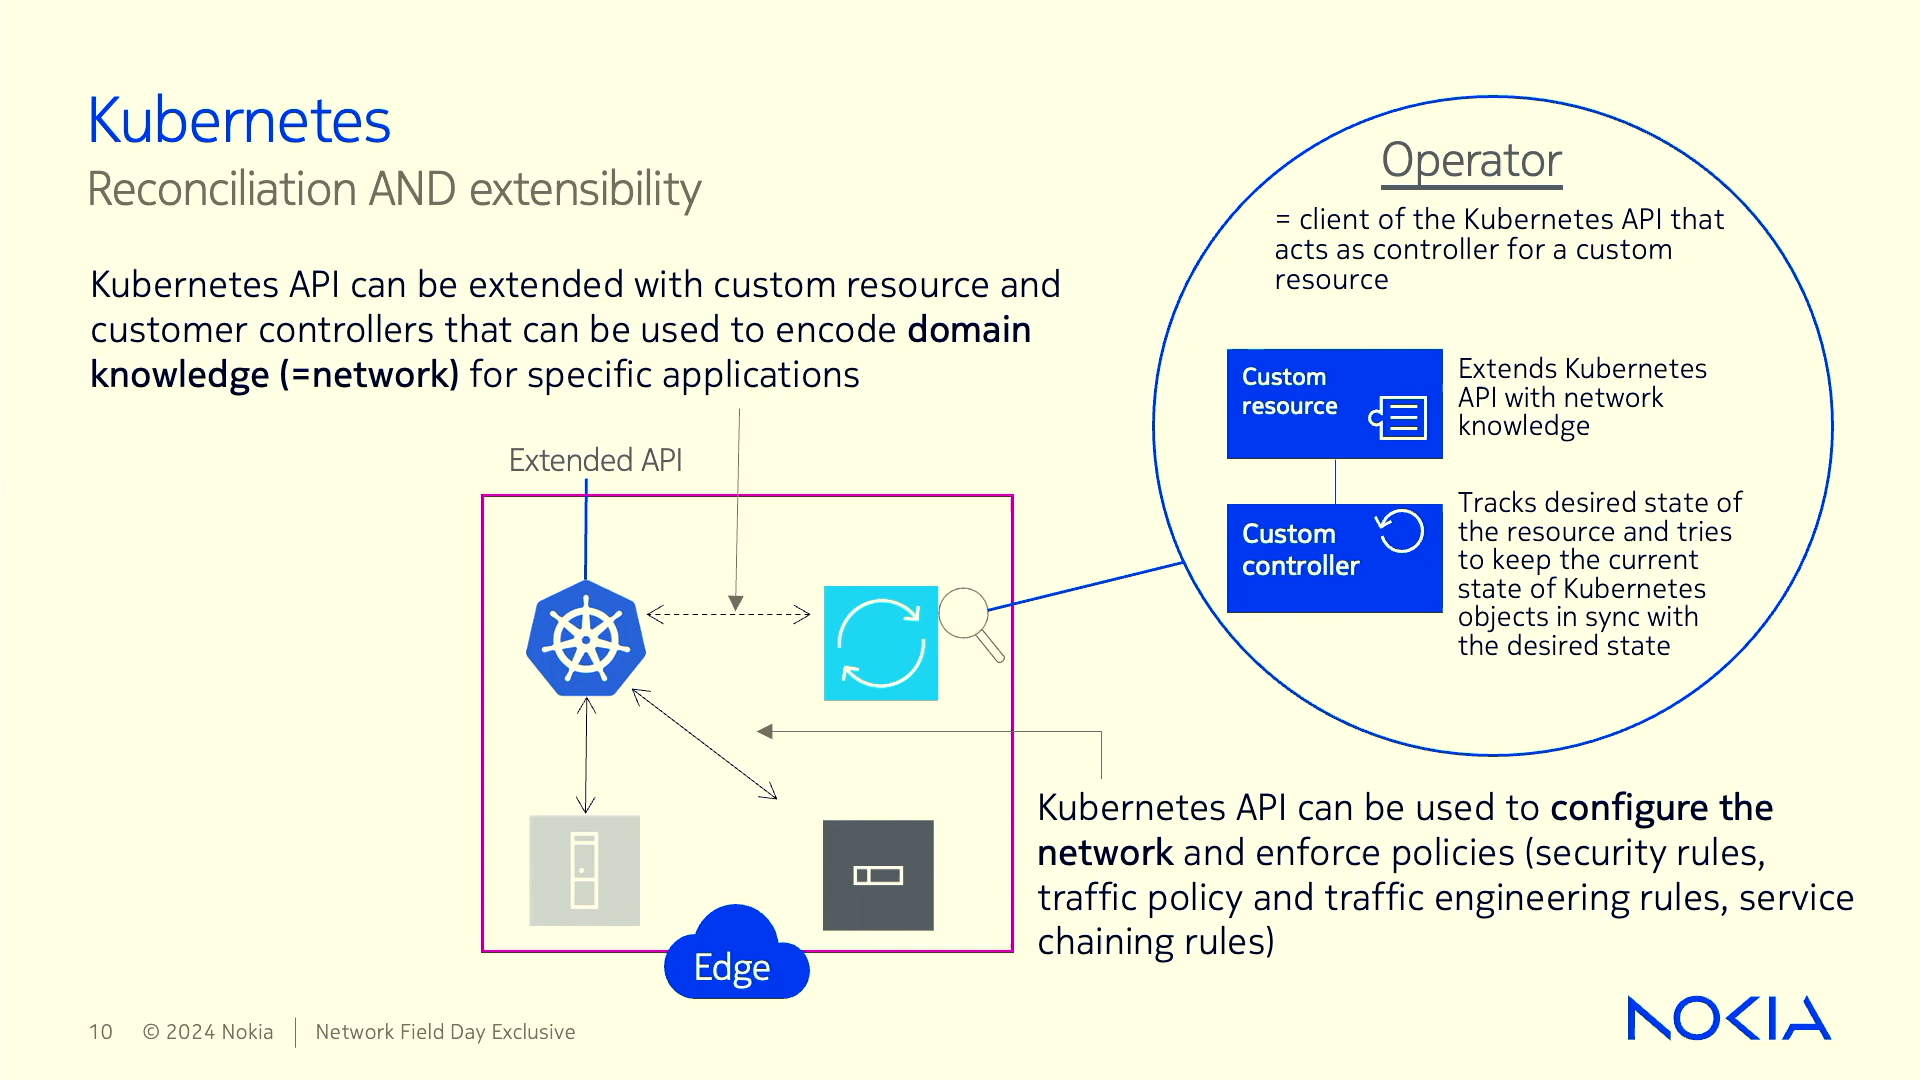 Kubernetes
Reconciliation AND extensibility
Kubernetes API can be extended with custom resource and
customer controllers that can be used to encode domain
knowledge (=network) for specific applications
Extended API
Operator
= client of the Kubernetes API that
acts as controller for a custom
resource
Custom
resource
Extends Kubernetes
API with network
knowledge
Custom
controller
Tracks desired state of
the resource and tries
to keep the current
state of Kubernetes
objects in sync with
the desired state
Kubernetes API can be used to configure the
network and enforce policies (security rules,
traffic policy and traffic engineering rules, service
chaining rules)
Edge
10 © 2024 Nokia Network Field Day Exclusive
NOKIA